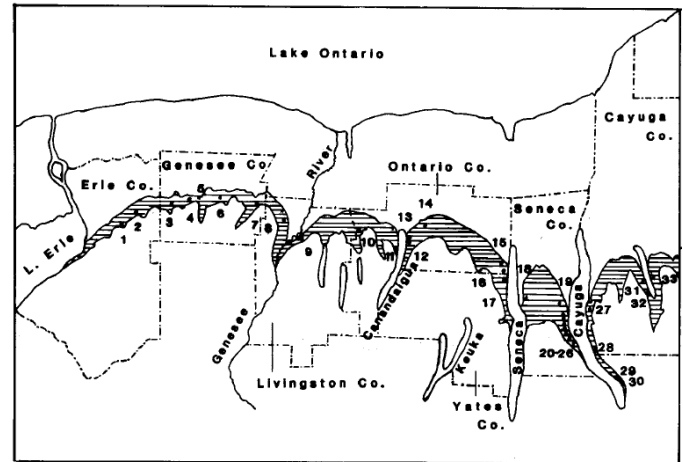 Lake Ontario
Cayuga
Co.
Genesee Co.
River
Ontario Co.
Erie Co.
Seneca
Co.
L. Erie
1
2
3
4
5
6
7
8
9
10
11
12
13
14
15
16
17
18
19
20-26
27
28
29
30
31
32
33
Canandaigua
Genesee
Keuka
Seneca
Cayuga
Livingston Co.
Yates
Co.